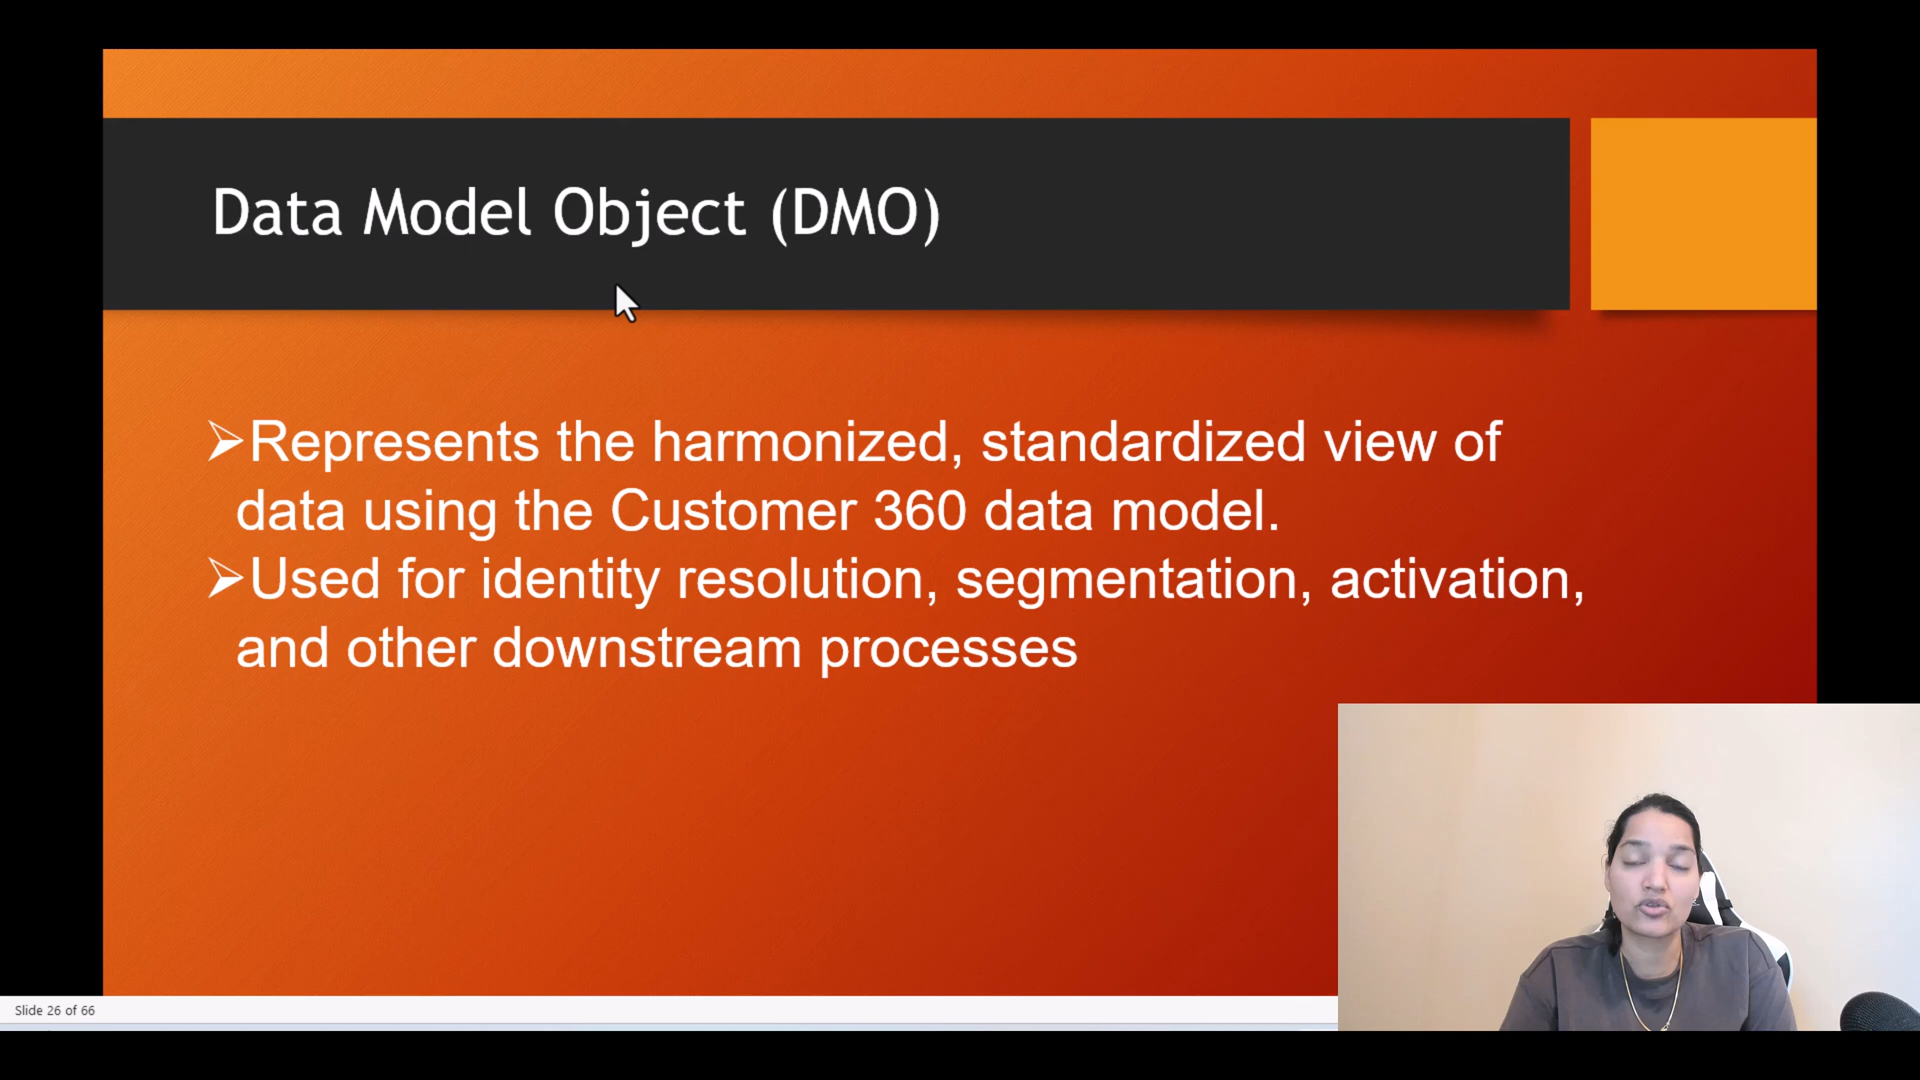 Data Model Object (DMO)
➢Represents the harmonized, standardized view of
data using the Customer 360 data model.
➢Used for identity resolution, segmentation, activation,
and other downstream processes
Slide 26 of 66